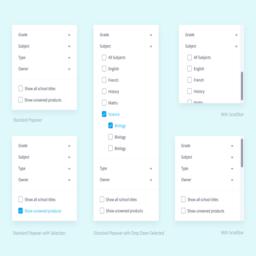 Grade
Subject
Type
Owner
Show all school titles
Show unowned products
Standard Popover
Grade
Subject
All Subjects
English
French
History
Maths
Science
Biology
Biology
Biology
Type
Owner
Show all school titles
Show unowned products
Standard Popover with Drop Down Selected
Grade
Subject
All Subjects
English
French
History
Maths
With Scrollbar
Grade
Subject
Type
Owner
Show all school titles
Show unowned products
Standard Popover with Selection
Grade
Subject
Type
Owner
Show all school titles
Show unowned products
With Scrollbar